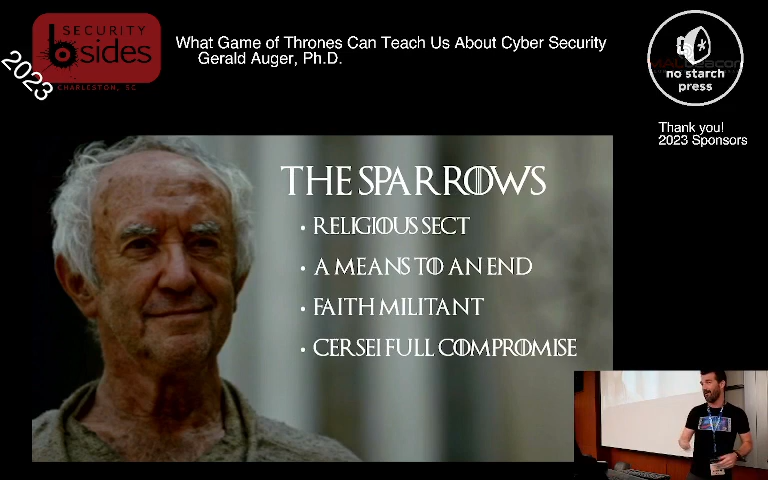 SECURITY
bsides
CHARLESTON, SC
2023
What Game of Thrones Can Teach Us About Cyber Security
Gerald Auger, Ph.D.
no starch
press
Thank you!
2023 Sponsors
THE SPARROWS
• RELIGIOUS SECT
• A MEANS TO AN END
• FAITH MILITANT
• CERSEI FULL COMPROMISE